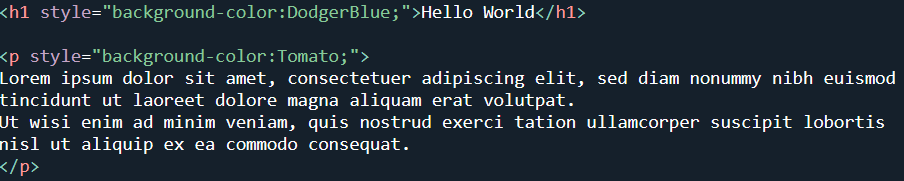 <h1 style="background-color:DodgerBlue;">Hello World</h1>
<p style="background-color:Tomato;">
Lorem ipsum dolor sit amet, consectetuer adipiscing elit, sed diam nonummy nibh euismod
tincidunt ut laoreet dolore magna aliquam erat volutpat.
Ut wisi enim ad minim veniam, quis nostrud exerci tation ullamcorper suscipit lobortis
nisl ut aliquip ex ea commodo consequat.
</p>